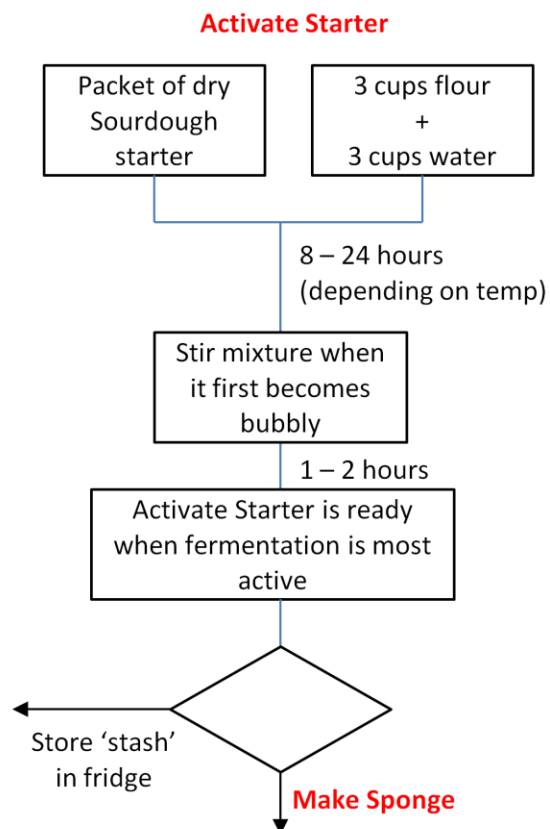 Activate Starter
Packet of dry
Sourdough
starter
3 cups flour
+
3 cups water
8 – 24 hours
(depending on temp)
Stir mixture when
it first becomes
bubbly
1 – 2 hours
Activate Starter is ready
when fermentation is most
active
Store ‘stash’
in fridge
Make Sponge